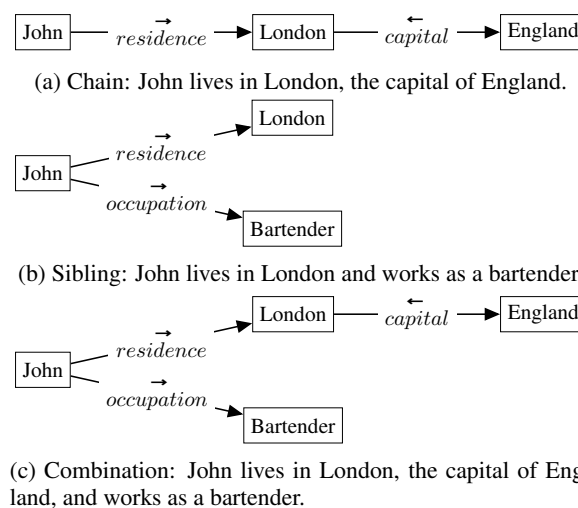 John → residence London ← capital England
(a) Chain: John lives in London, the capital of England.
London
→ residence
John
→ occupation
Bartender
(b) Sibling: John lives in London and works as a bartender
London ← capital England
→ residence
John
→ occupation
Bartender
(c) Combination: John lives in London, the capital of Eng
land, and works as a bartender.